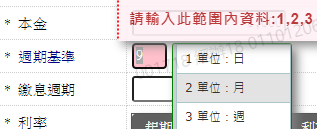 請輸入此範圍內資料:1,2,3
* 本金
* 週期基準 9
1 單位：日
* 繳息週期
2 單位：月
3 單位：週
* 利率